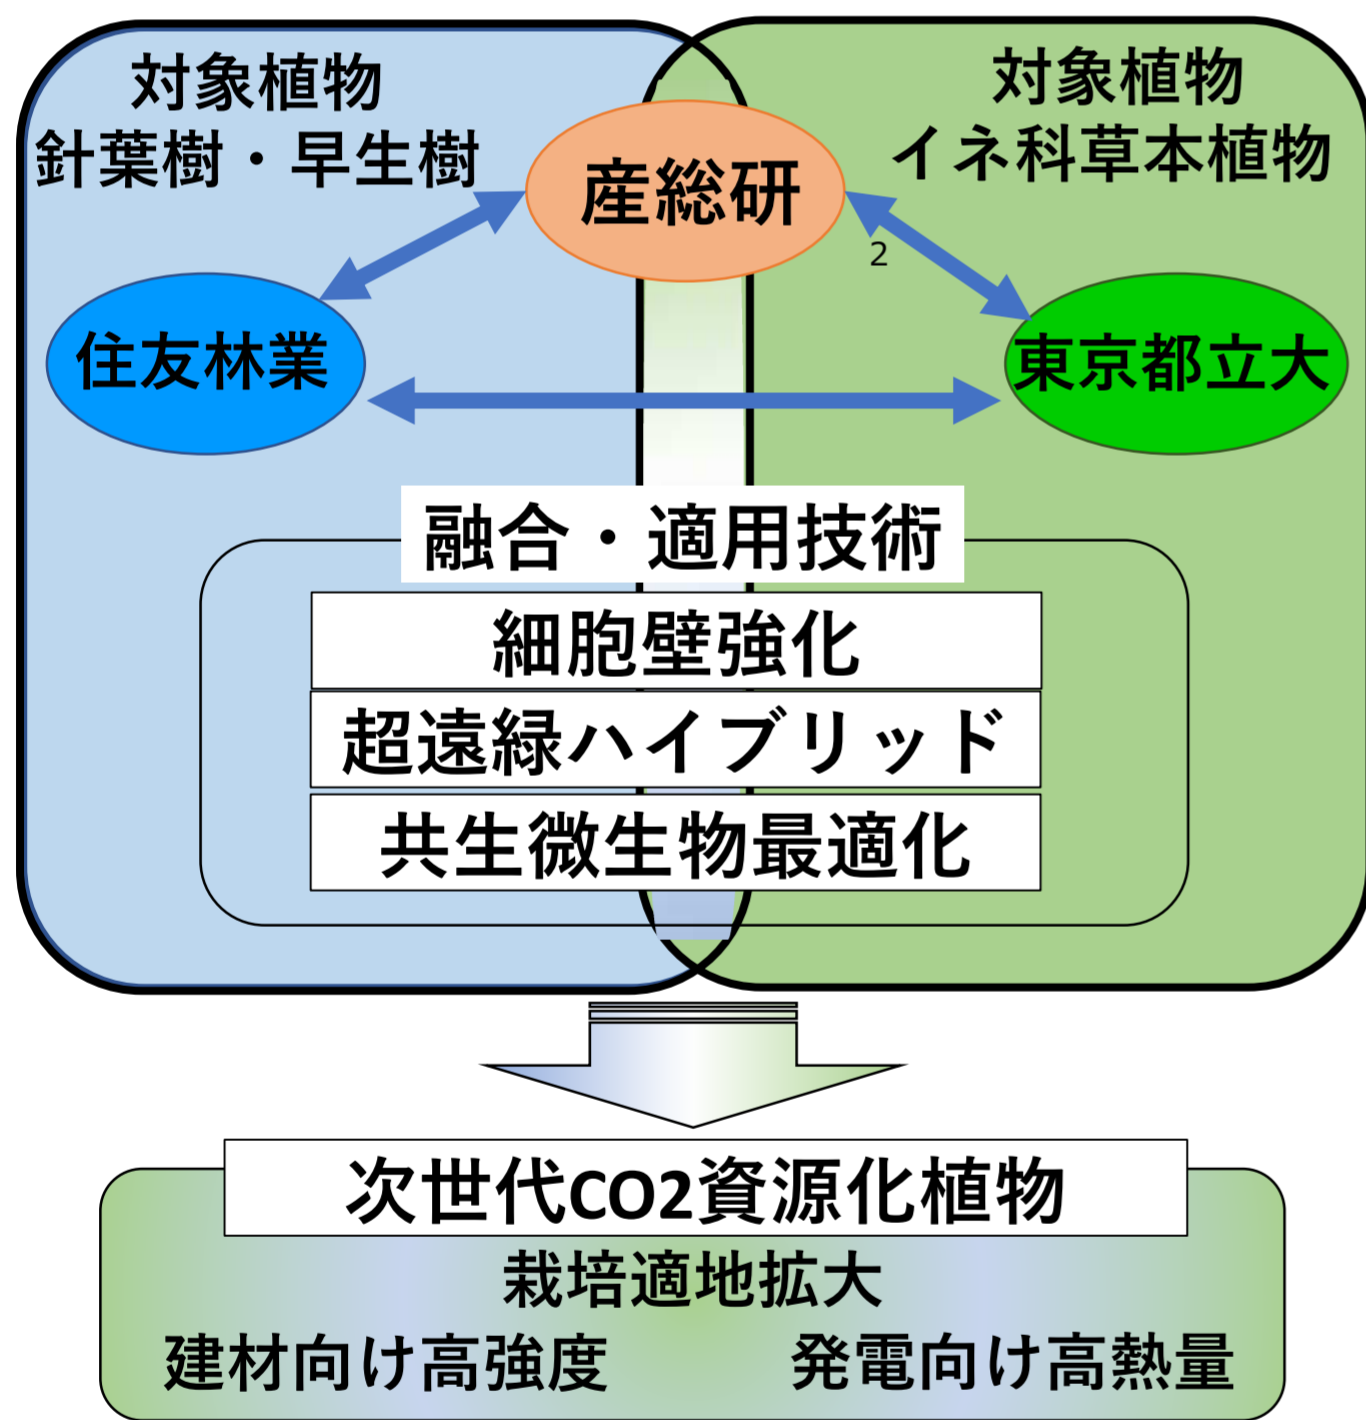 対象植物
針葉樹・早生樹
対象植物
イネ科草本植物
産総研
2
住友林業
東京都立大
融合・適用技術
細胞壁強化
超遠緑ハイブリッド
共生微生物最適化
次世代CO2資源化植物
栽培適地拡大
建材向け高強度
発電向け高熱量